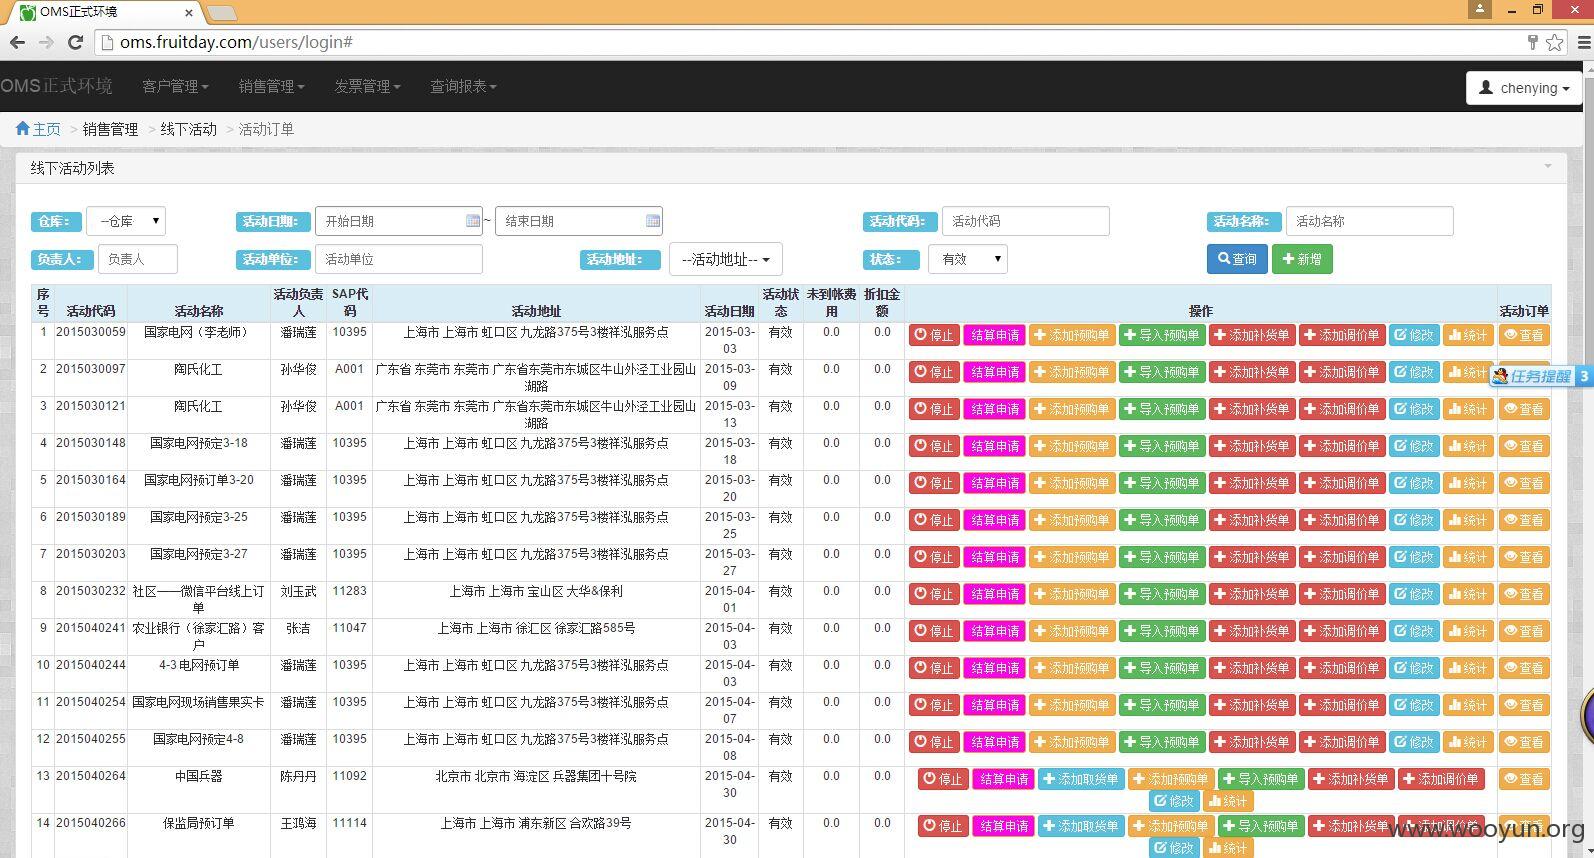 OMS正式环境
oms.fruitday.com/users/login#
OMS正式环境 客户管理 销售管理 发票管理 查询报表 chenying
主页 > 销售管理 > 线下活动 > 活动订单
线下活动列表
仓库： --仓库 活动日期： 开始日期 ~ 结束日期 活动代码： 活动代码 活动名称： 活动名称
负责人： 负责人 活动单位： 活动单位 活动地址： --活动地址-- 状态： 有效 查询 新增
序号 活动代码 活动名称 活动负责人 SAP代码 活动地址 活动日期 活动状态 未到帐费用 折扣金额 操作 活动订单
1 2015030059 国家电网（李老师） 潘瑞莲 10395 上海市 上海市 虹口区 九龙路375号3楼祥泓服务点 2015-03-03 有效 0.0 0.0 停止 结算申请 添加预购单 导入预购单 添加补货单 添加调价单 修改 统计 查看
2 2015030097 陶氏化工 孙华俊 A001 广东省 东莞市 东莞市 广东省东莞市东城区牛山外泾工业园山湖路 2015-03-09 有效 0.0 0.0 停止 结算申请 添加预购单 导入预购单 添加补货单 添加调价单 修改 统计
任务提醒 3
3 2015030121 陶氏化工 孙华俊 A001 广东省 东莞市 东莞市 广东省东莞市东城区牛山外泾工业园山湖路 2015-03-13 有效 0.0 0.0 停止 结算申请 添加预购单 导入预购单 添加补货单 添加调价单 修改 统计 查看
4 2015030148 国家电网预定3-18 潘瑞莲 10395 上海市 上海市 虹口区 九龙路375号3楼祥泓服务点 2015-03-18 有效 0.0 0.0 停止 结算申请 添加预购单 导入预购单 添加补货单 添加调价单 修改 统计 查看
5 2015030164 国家电网预订单3-20 潘瑞莲 10395 上海市 上海市 虹口区 九龙路375号3楼祥泓服务点 2015-03-20 有效 0.0 0.0 停止 结算申请 添加预购单 导入预购单 添加补货单 添加调价单 修改 统计 查看
6 2015030189 国家电网预定3-25 潘瑞莲 10395 上海市 上海市 虹口区 九龙路375号3楼祥泓服务点 2015-03-25 有效 0.0 0.0 停止 结算申请 添加预购单 导入预购单 添加补货单 添加调价单 修改 统计 查看
7 2015030203 国家电网预定3-27 潘瑞莲 10395 上海市 上海市 虹口区 九龙路375号3楼祥泓服务点 2015-03-27 有效 0.0 0.0 停止 结算申请 添加预购单 导入预购单 添加补货单 添加调价单 修改 统计 查看
8 2015030232 社区——微信平台线上订单 刘玉武 11283 上海市 上海市 宝山区 大华&保利 2015-04-01 有效 0.0 0.0 停止 结算申请 添加预购单 导入预购单 添加补货单 添加调价单 修改 统计 查看
9 2015040241 农业银行（徐家汇路）客户 张洁 11047 上海市 上海市 徐汇区 徐家汇路585号 2015-04-03 有效 0.0 0.0 停止 结算申请 添加预购单 导入预购单 添加补货单 添加调价单 修改 统计 查看
10 2015040244 4-3 电网预订单 潘瑞莲 10395 上海市 上海市 虹口区 九龙路375号3楼祥泓服务点 2015-04-03 有效 0.0 0.0 停止 结算申请 添加预购单 导入预购单 添加补货单 添加调价单 修改 统计 查看
11 2015040254 国家电网现场销售果实卡 潘瑞莲 10395 上海市 上海市 虹口区 九龙路375号3楼祥泓服务点 2015-04-07 有效 0.0 0.0 停止 结算申请 添加预购单 导入预购单 添加补货单 添加调价单 修改 统计 查看
12 2015040255 国家电网预定4-8 潘瑞莲 10395 上海市 上海市 虹口区 九龙路375号3楼祥泓服务点 2015-04-08 有效 0.0 0.0 停止 结算申请 添加预购单 导入预购单 添加补货单 添加调价单 修改 统计 查看
13 2015040264 中国兵器 陈丹丹 11092 北京市 北京市 海淀区 兵器集团十号院 2015-04-30 有效 0.0 0.0 停止 结算申请 添加取货单 添加预购单 导入预购单 添加补货单 添加调价单 修改 统计 查看
14 2015040266 保监局预订单 王鸿海 11114 上海市 上海市 浦东新区 合欢路39号 2015-04-30 有效 0.0 0.0 停止 结算申请 添加取货单 添加预购单 导入预购单 添加补货单 添加调价单 修改 统计 查看
www.wooyun.org